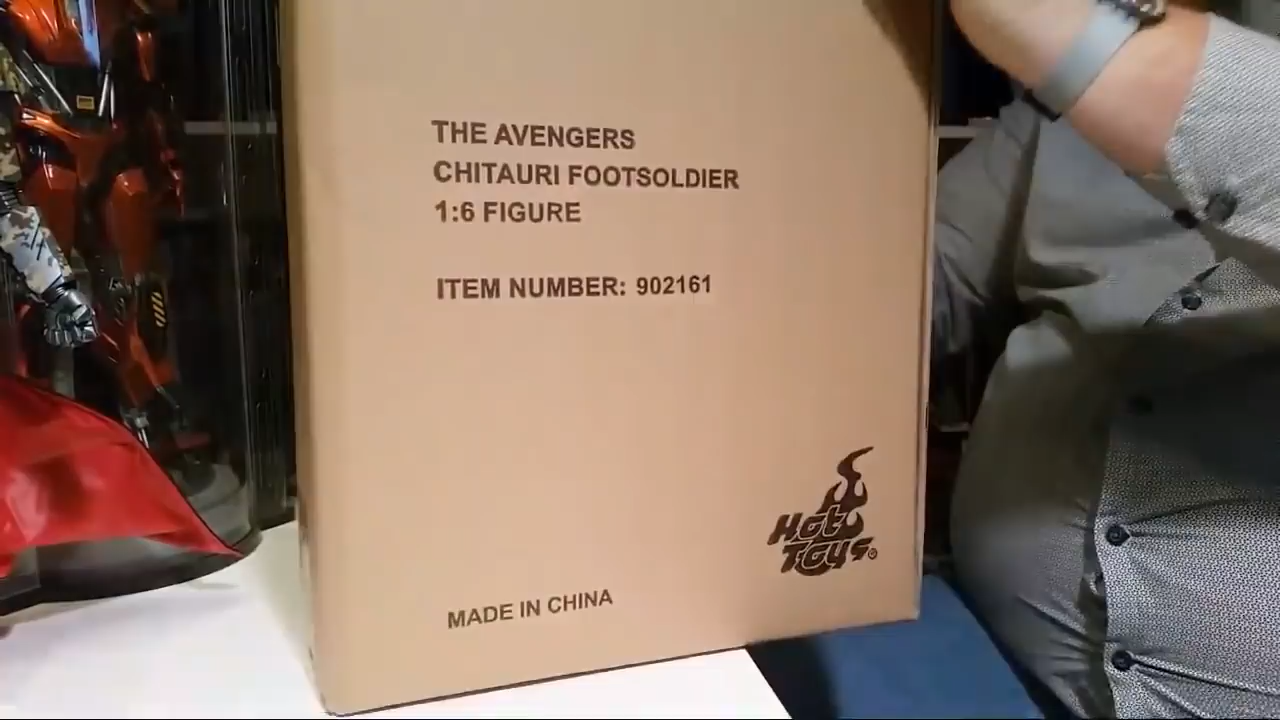 THE AVENGERS
CHITAURI FOOTSOLDIER
1:6 FIGURE
ITEM NUMBER: 902161
Hot
Toys®
MADE IN CHINA